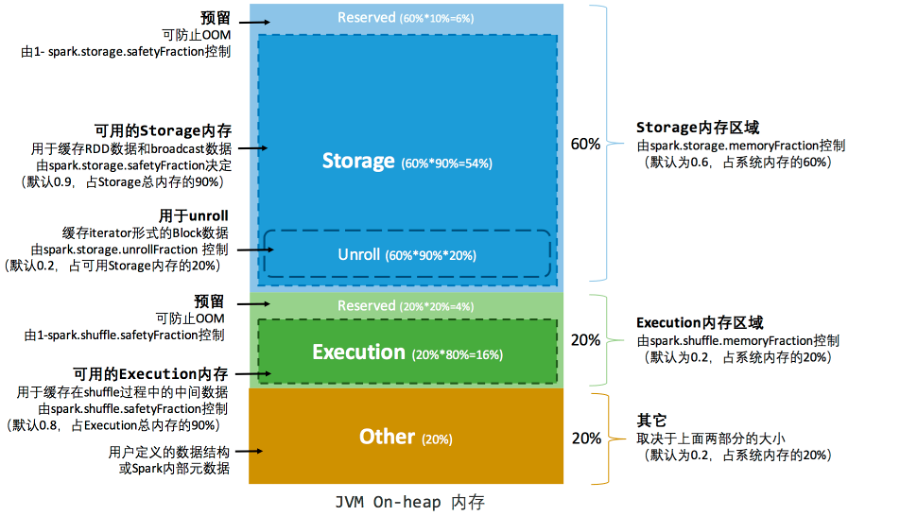 预留
可防止OOM
由1- spark.storage.safetyFraction控制
可用的Storage内存
用于缓存RDD数据和broadcast数据
由spark.storage.safetyFraction决定
（默认0.9，占Storage总内存的90%）
用于unroll
缓存iterator形式的Block数据
由spark.storage.unrollFraction 控制
（默认0.2，占可用Storage内存的20%）
预留
可防止OOM
由1-spark.shuffle.safetyFraction控制
可用的Execution内存
用于缓存在shuffle过程中的中间数据
由spark.shuffle.safetyFraction控制
（默认0.8，占Execution总内存的90%）
用户定义的数据结构
或Spark内部元数据
Reserved (60%*10%=6%)
Storage (60%*90%=54%)
Unroll (60%*90%*20%)
Reserved (20%*20%=4%)
Execution (20%*80%=16%)
Other (20%)
JVM On-heap 内存
60%
Storage内存区域
由spark.storage.memoryFraction控制
（默认为0.6，占系统内存的60%）
20%
Execution内存区域
由spark.shuffle.memoryFraction控制
（默认为0.2，占系统内存的20%）
20%
其它
取决于上面两部分的大小
（默认为0.2，占系统内存的20%）